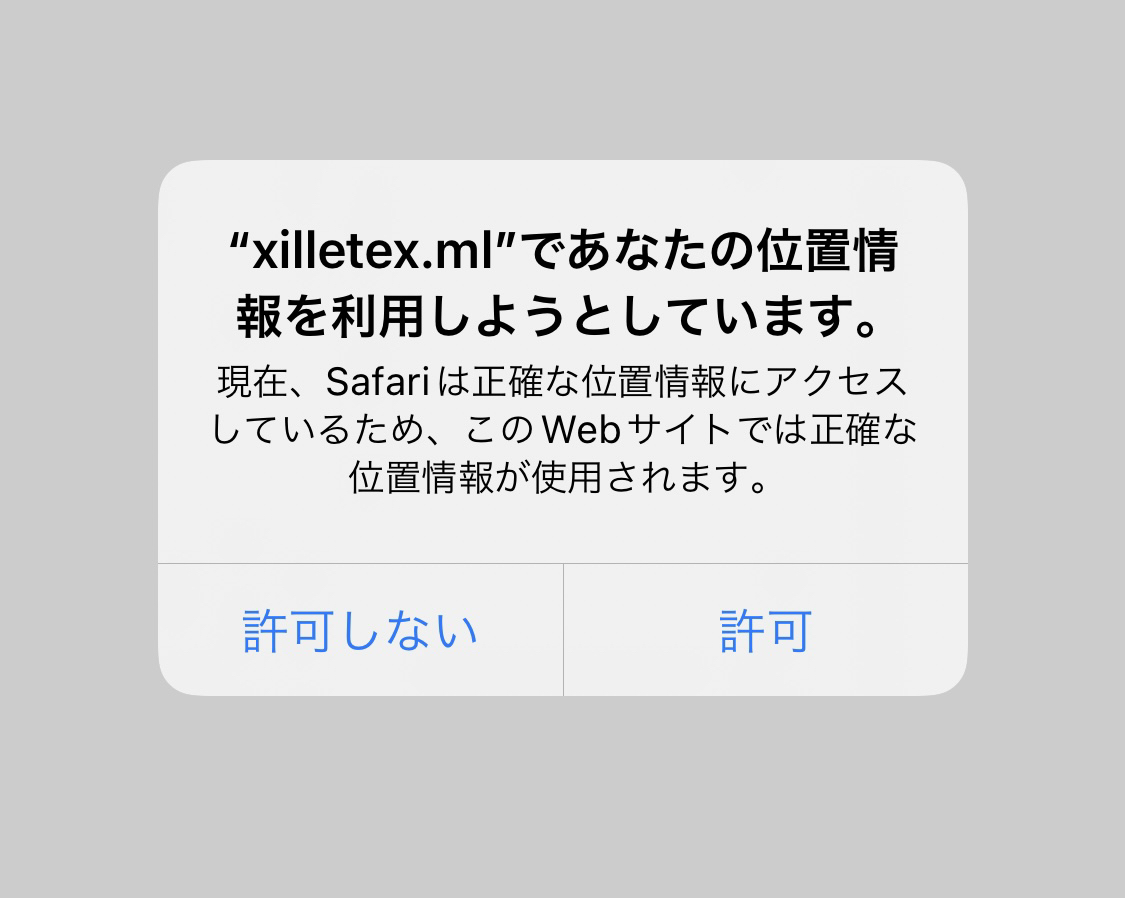 “xilletex.ml”であなたの位置情
報を利用しようとしています。
現在、Safariは正確な位置情報にアクセス
しているため、このWebサイトでは正確な
位置情報が使用されます。
許可しない
許可